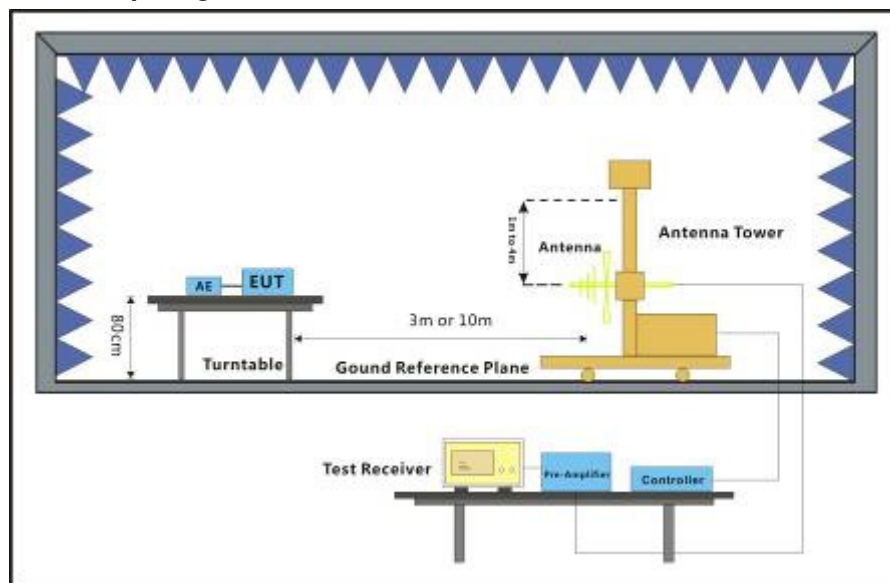 1m to 4m
Antenna
Antenna Tower
AE
EUT
80cm
3m or 10m
Turntable
Gound Reference Plane
Test Receiver
Pre-Amplifier
Controller